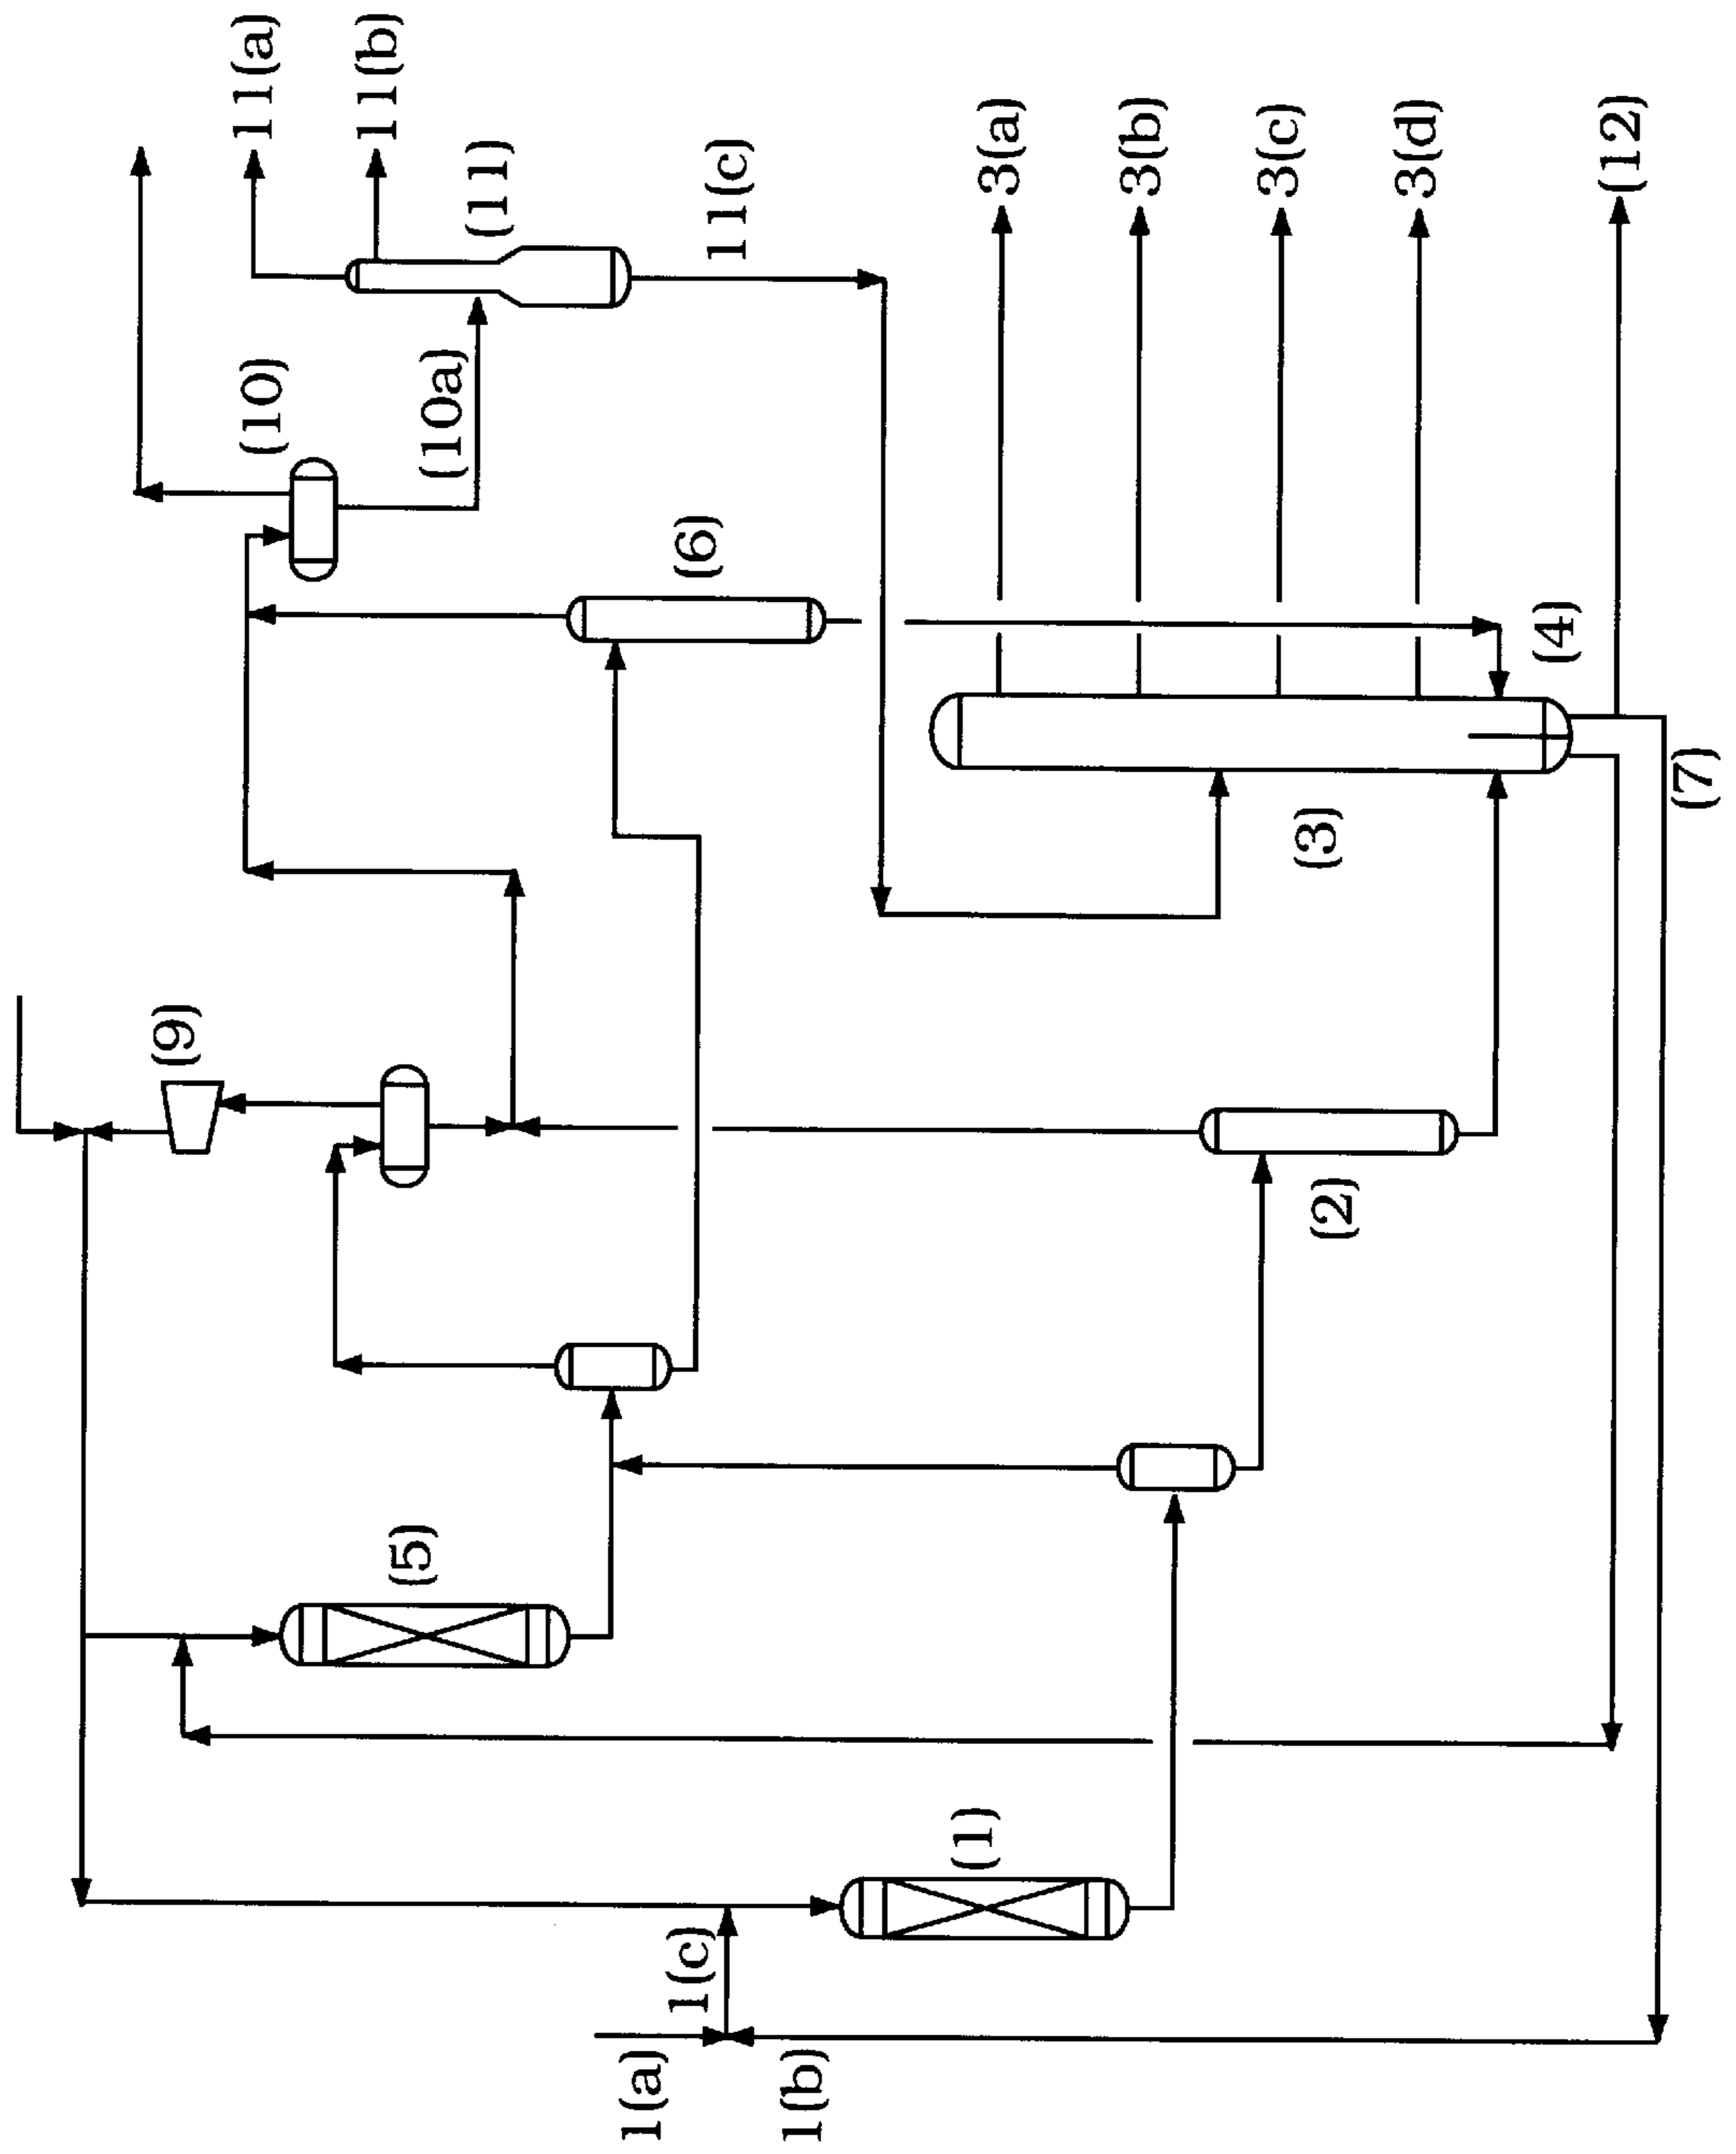 11(a)
11(b)
(11)
11(c)
(10)
(10a)
(6)
3(a)
3(b)
3(c)
3(d)
(12)
(4)
(7)
(3)
(9)
(2)
(5)
(1)
1(c)
1(a)
1(b)